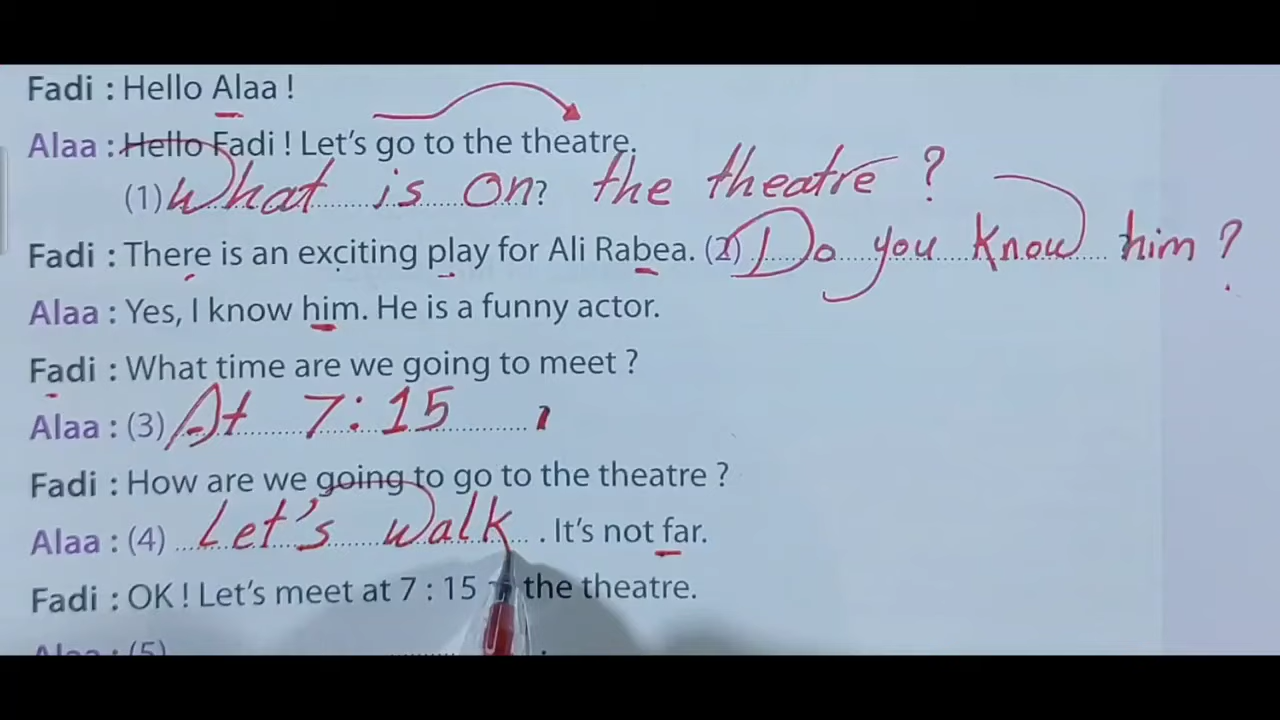 Fadi : Hello Alaa !
Alaa : Hello Fadi ! Let's go to the theatre.
(1) What is on ? the theatre ?
Fadi : There is an exciting play for Ali Rabea. (2) Do you know him ?
Alaa : Yes, I know him. He is a funny actor.
Fadi : What time are we going to meet ?
Alaa : (3) At 7:15
Fadi : How are we going to go to the theatre ?
Alaa : (4) Let's walk . It's not far.
Fadi : OK ! Let's meet at 7 : 15 the theatre.
Alaa : (5)